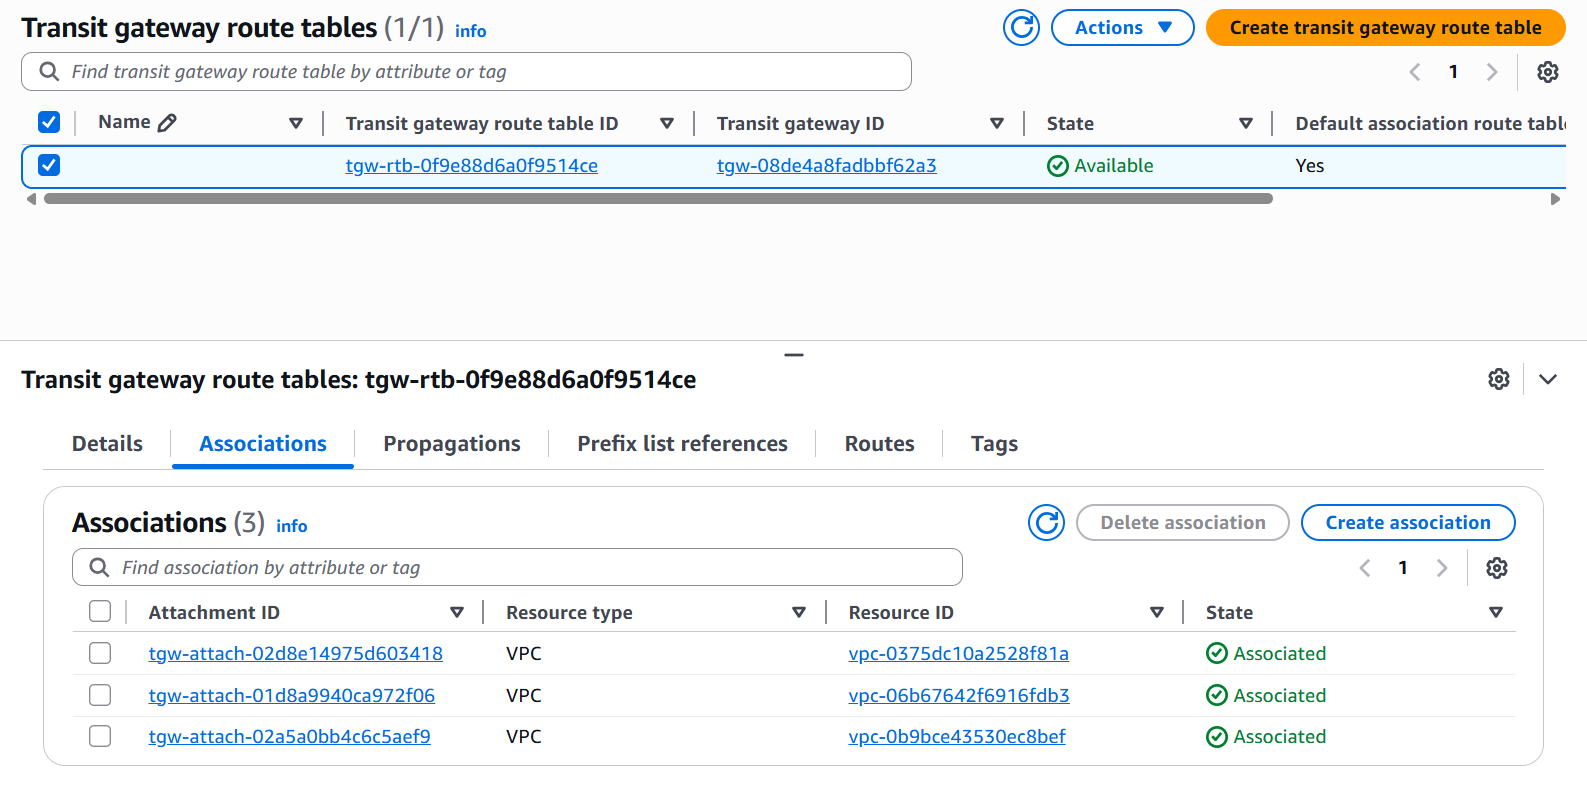 Transit gateway route tables (1/1) info
Actions
Create transit gateway route table
Find transit gateway route table by attribute or tag
1
Name
Transit gateway route table ID
Transit gateway ID
State
Default association route tabl
tgw-rtb-0f9e88d6a0f9514ce
tgw-08de4a8fadbbf62a3
Available
Yes
Transit gateway route tables: tgw-rtb-0f9e88d6a0f9514ce
Details
Associations
Propagations
Prefix list references
Routes
Tags
Associations (3) info
Delete association
Create association
Find association by attribute or tag
1
Attachment ID
Resource type
Resource ID
State
tgw-attach-02d8e14975d603418
VPC
vpc-0375dc10a2528f81a
Associated
tgw-attach-01d8a9940ca972f06
VPC
vpc-06b67642f6916fdb3
Associated
tgw-attach-02a5a0bb4c6c5aef9
VPC
vpc-0b9bce43530ec8bef
Associated